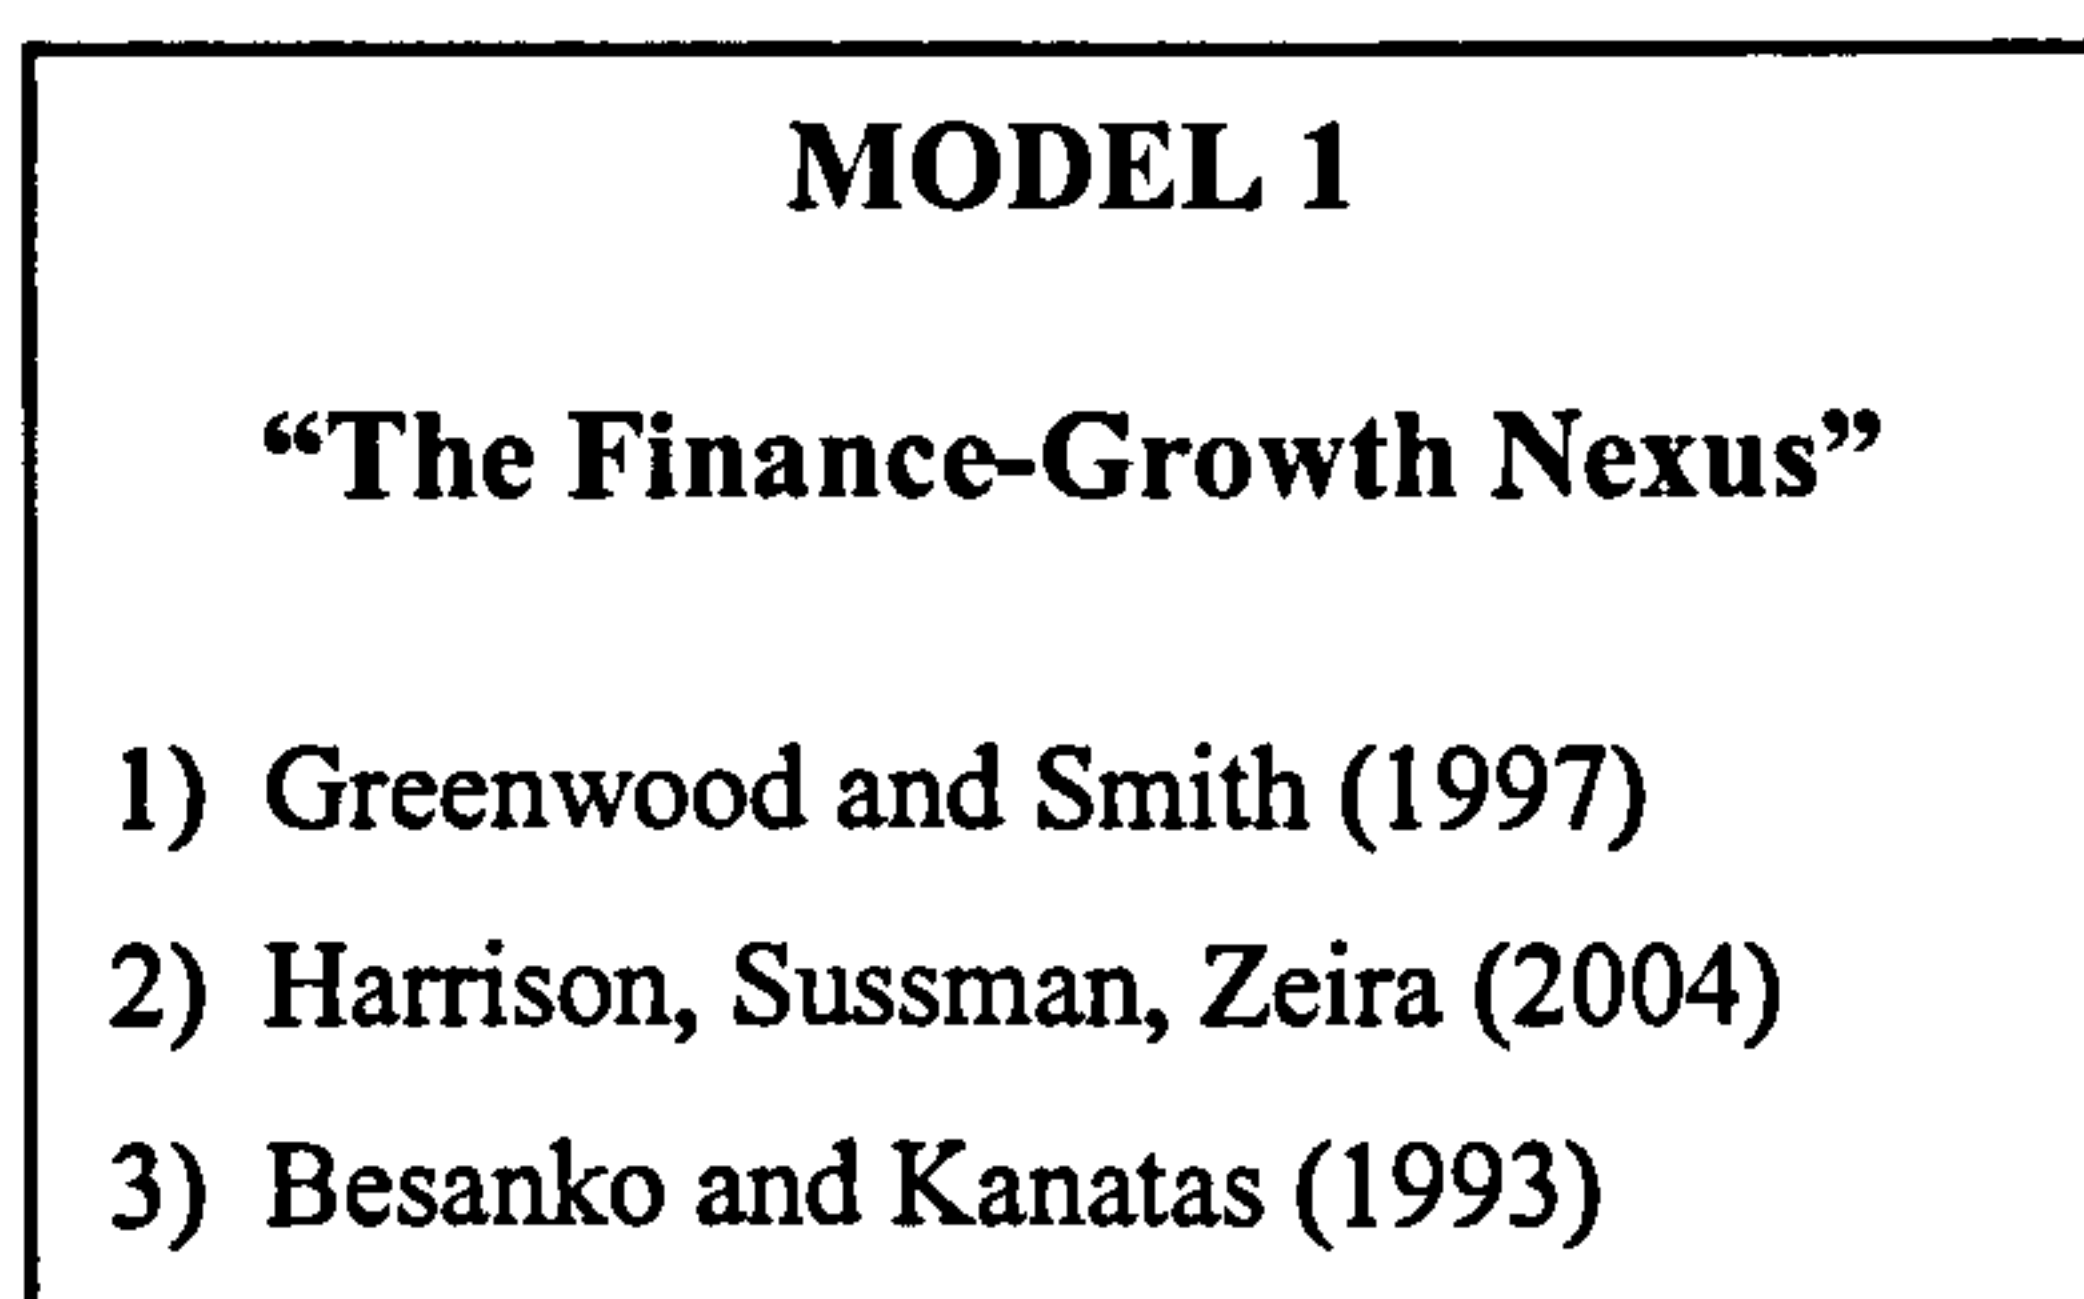 MODEL 1
“The Finance-Growth Nexus”
1) Greenwood and Smith (1997)
2) Harrison, Sussman, Zeira (2004)
3) Besanko and Kanatas (1993)